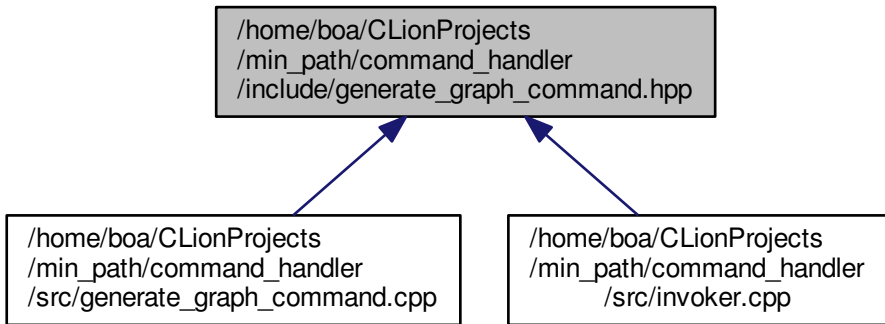 /home/boa/CLionProjects
/min_path/command_handler
/include/generate_graph_command.hpp
/home/boa/CLionProjects
/min_path/command_handler
/src/generate_graph_command.cpp
/home/boa/CLionProjects
/min_path/command_handler
/src/invoker.cpp